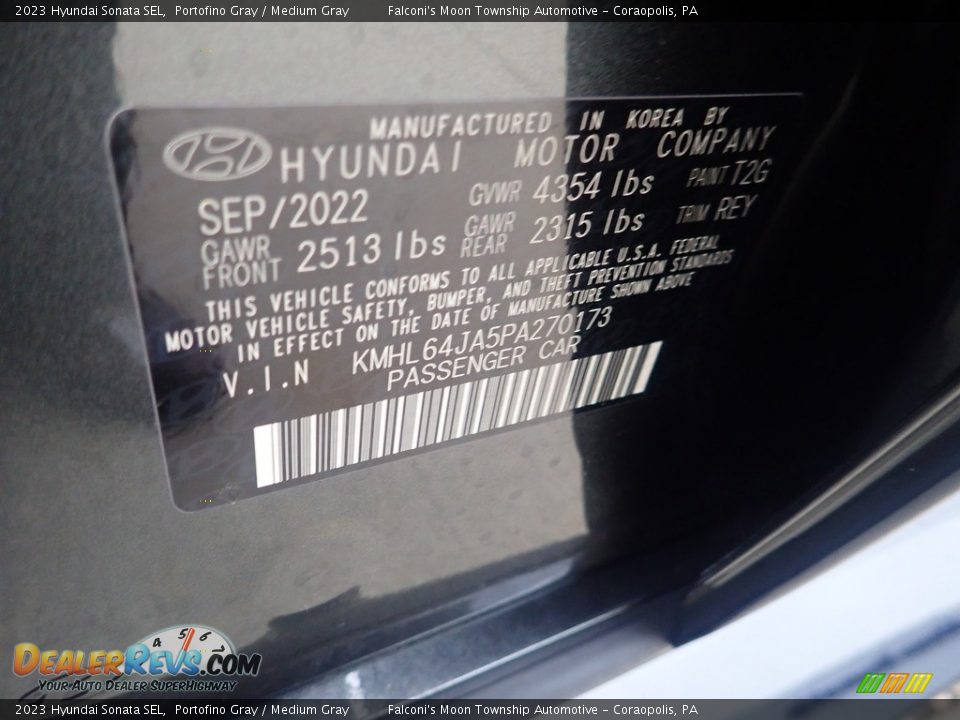 2023 Hyundai Sonata SEL, Portofino Gray / Medium Gray Falconi's Moon Township Automotive - Coraopolis, PA
MANUFACTURED IN KOREA BY
HYUNDAI MOTOR COMPANY
SEP/2022 GVWR 4354 lbs PAINT T2G
GAWR FRONT 2513 lbs GAWR REAR 2315 lbs TRIM REY
THIS VEHICLE CONFORMS TO ALL APPLICABLE U.S.A. FEDERAL
MOTOR VEHICLE SAFETY, BUMPER, AND THEFT PREVENTION STANDARDS
IN EFFECT ON THE DATE OF MANUFACTURE SHOWN ABOVE
V.I.N KMHL64JA5PA270173
PASSENGER CAR
4 5 6
DEALERREVS.COM
YOUR AUTO DEALER SUPERHIGHWAY
2023 Hyundai Sonata SEL, Portofino Gray / Medium Gray Falconi's Moon Township Automotive - Coraopolis, PA